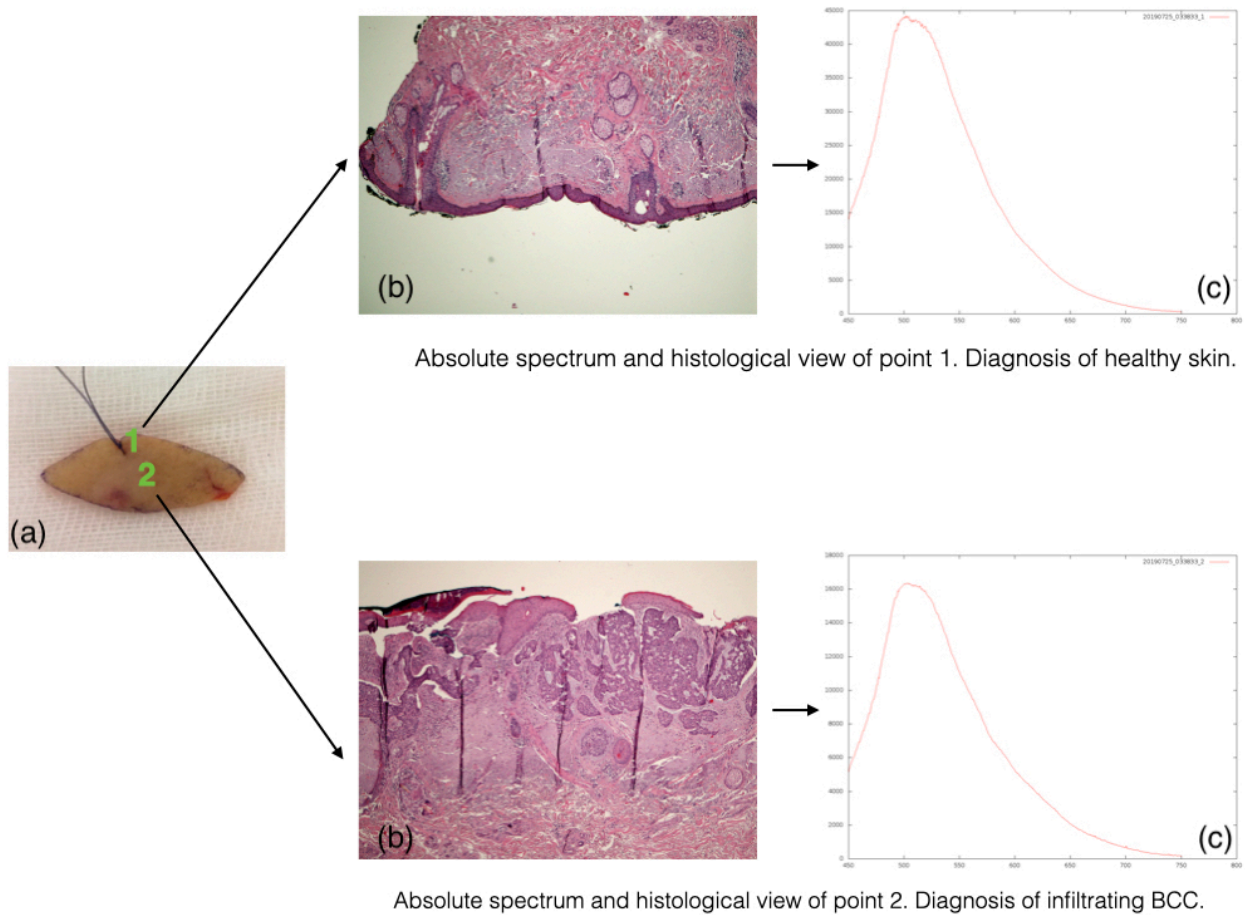 20190725_033833_1
45000
40000
35000
30000
25000
20000
15000
10000
5000
0
450 500 550 600 650 700 750 800
(b)
(c)
Absolute spectrum and histological view of point 1. Diagnosis of healthy skin.
1
2
(a)
20190725_033833_2
18000
16000
14000
12000
10000
8000
6000
4000
2000
0
450 500 550 600 650 700 750 800
(b)
(c)
Absolute spectrum and histological view of point 2. Diagnosis of infiltrating BCC.